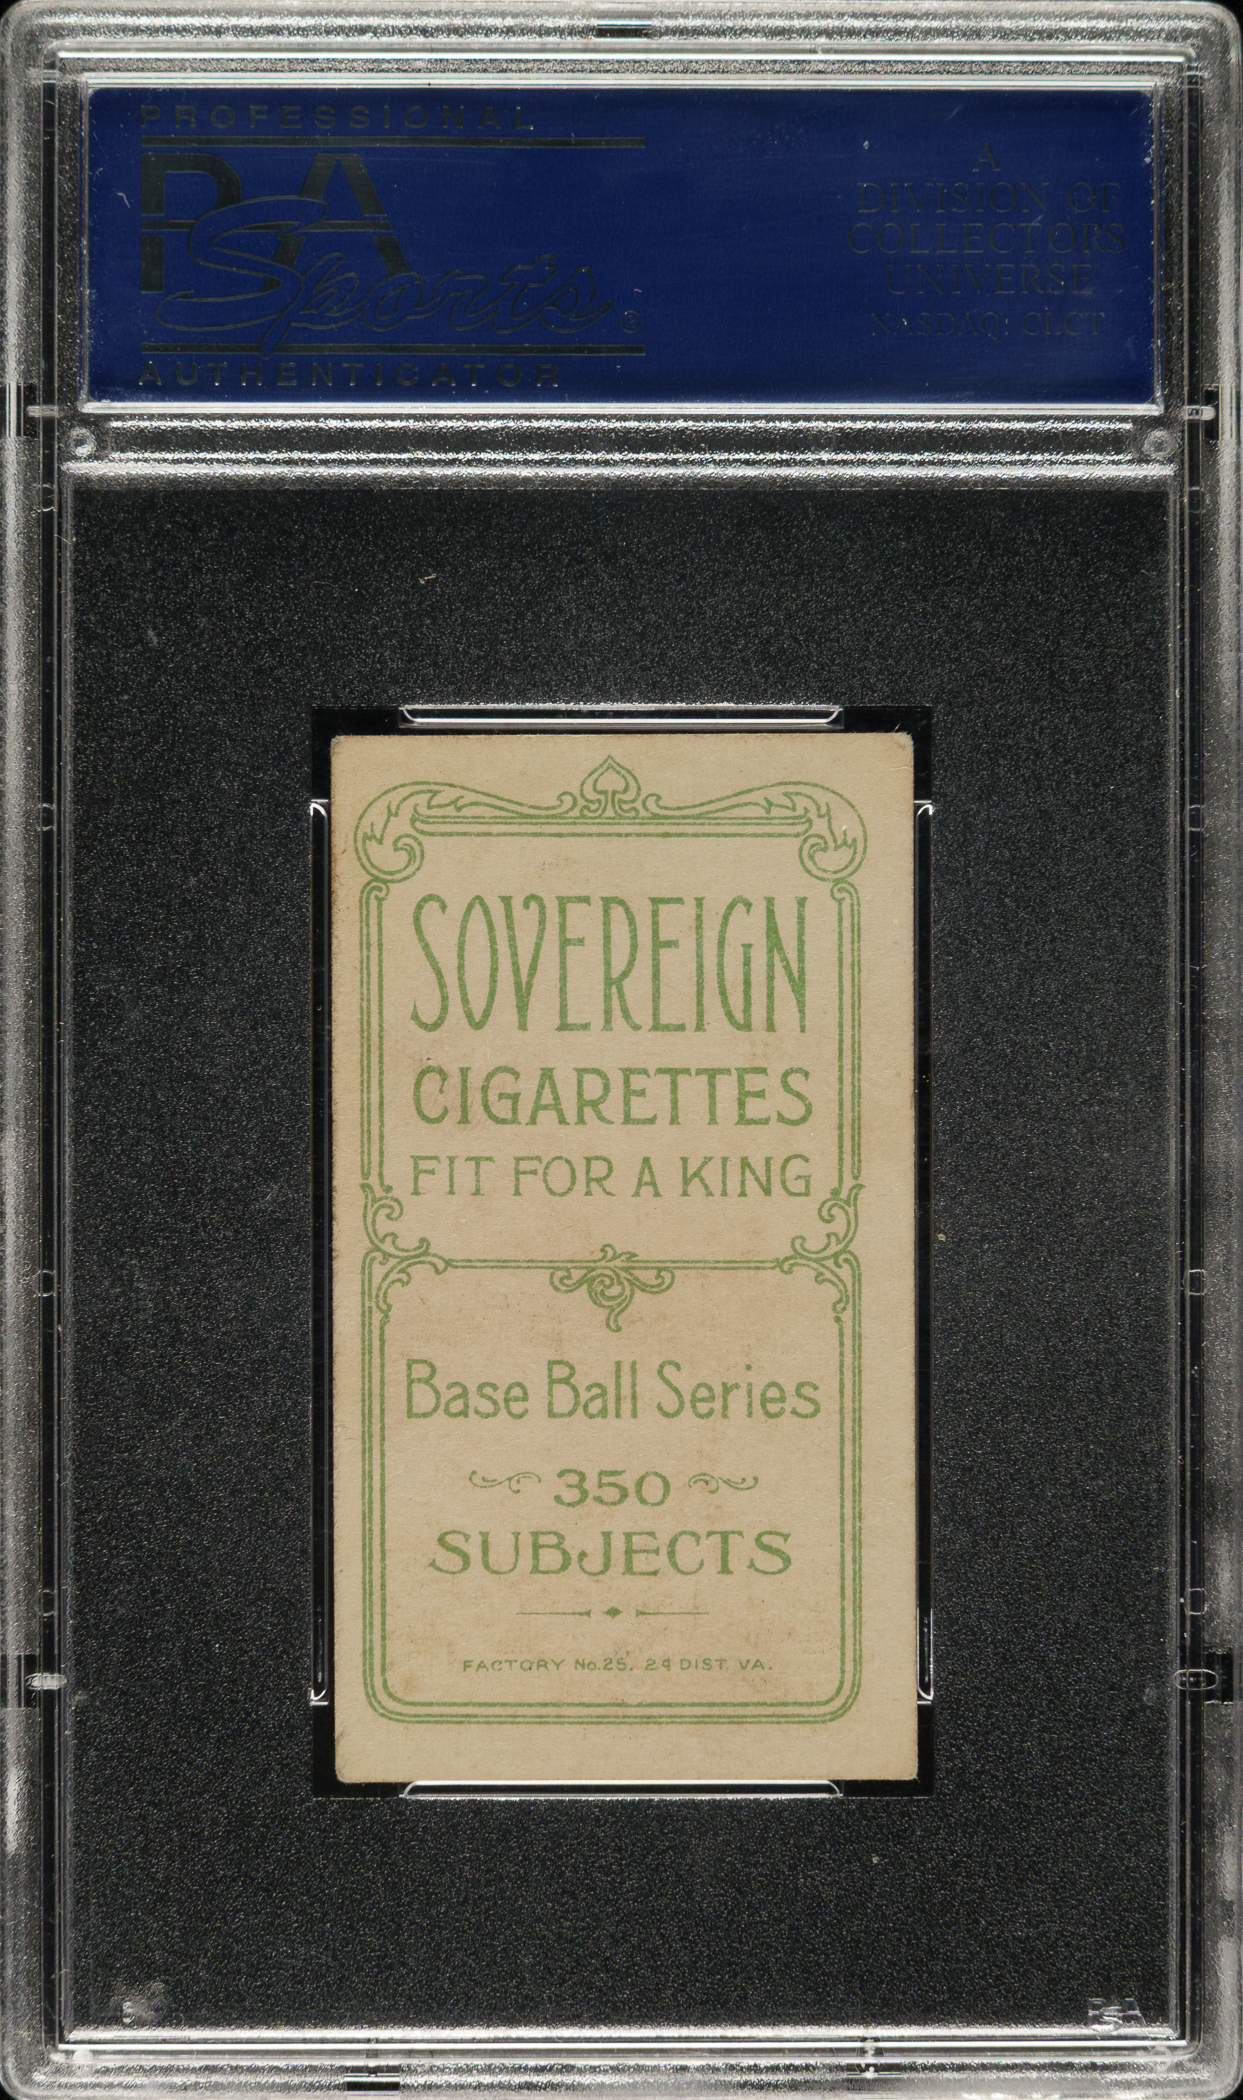 PROFESSIONAL
PSA
Sports®
AUTHENTICATOR
A
DIVISION OF
COLLECTORS
UNIVERSE
NASDAQ: CLCT
SOVEREIGN
CIGARETTES
FIT FOR A KING
Base Ball Series
350
SUBJECTS
FACTORY No.25, 2d DIST. VA.
PSA